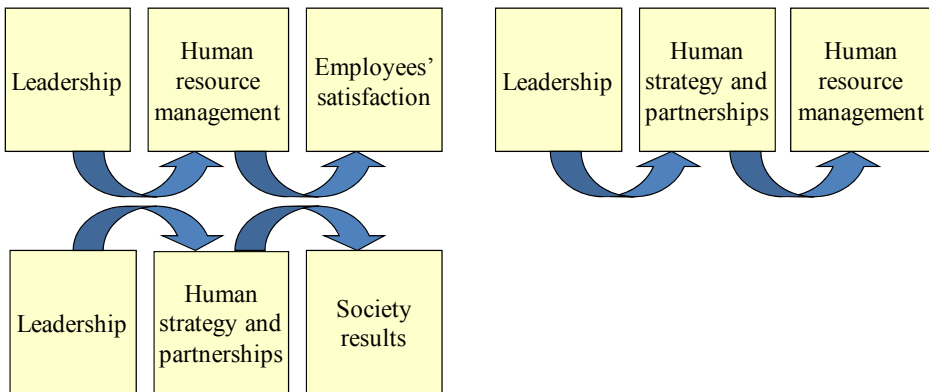 Leadership
Human
resource
management
Employees’
satisfaction
Leadership
Human
strategy and
partnerships
Human
resource
management
Leadership
Human
strategy and
partnerships
Society
results